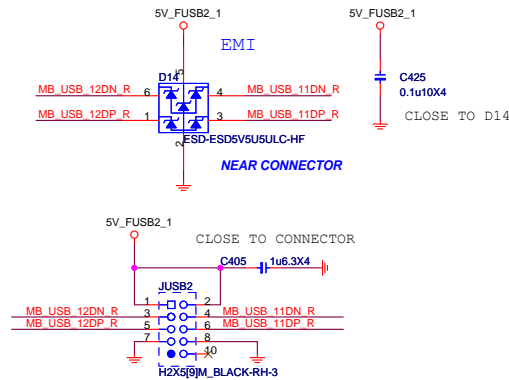 5V_FUSB2_1
5V_FUSB2_1
EMI
D14
5
C425
0.1u10X4
MB_USB_12DN_R
6
4
MB_USB_11DN_R
MB_USB_12DP_R
1
3
MB_USB_11DP_R
CLOSE TO D14
2
ESD-ESD5V5U5ULC-HF
NEAR CONNECTOR
5V_FUSB2_1
CLOSE TO CONNECTOR
C405
1u6.3X4
JUSB2
1
2
MB_USB_12DN_R
3
4
MB_USB_11DN_R
MB_USB_12DP_R
5
6
MB_USB_11DP_R
7
8
10
H2X5[9]M_BLACK-RH-3